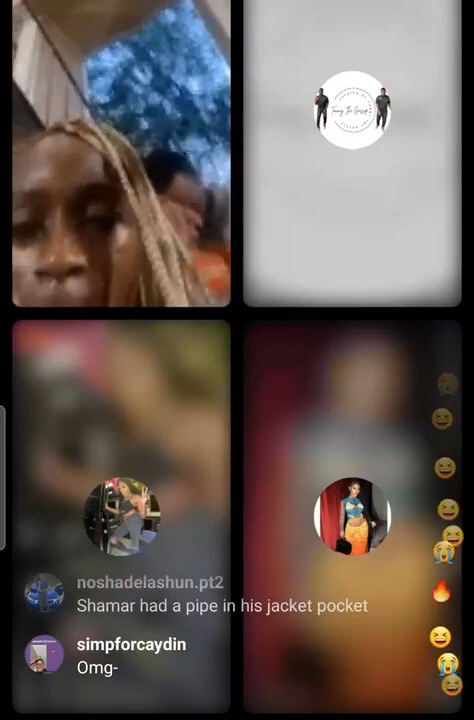 noshadelashun.pt2
Shamar had a pipe in his jacket pocket
simpforcaydin
Omg-